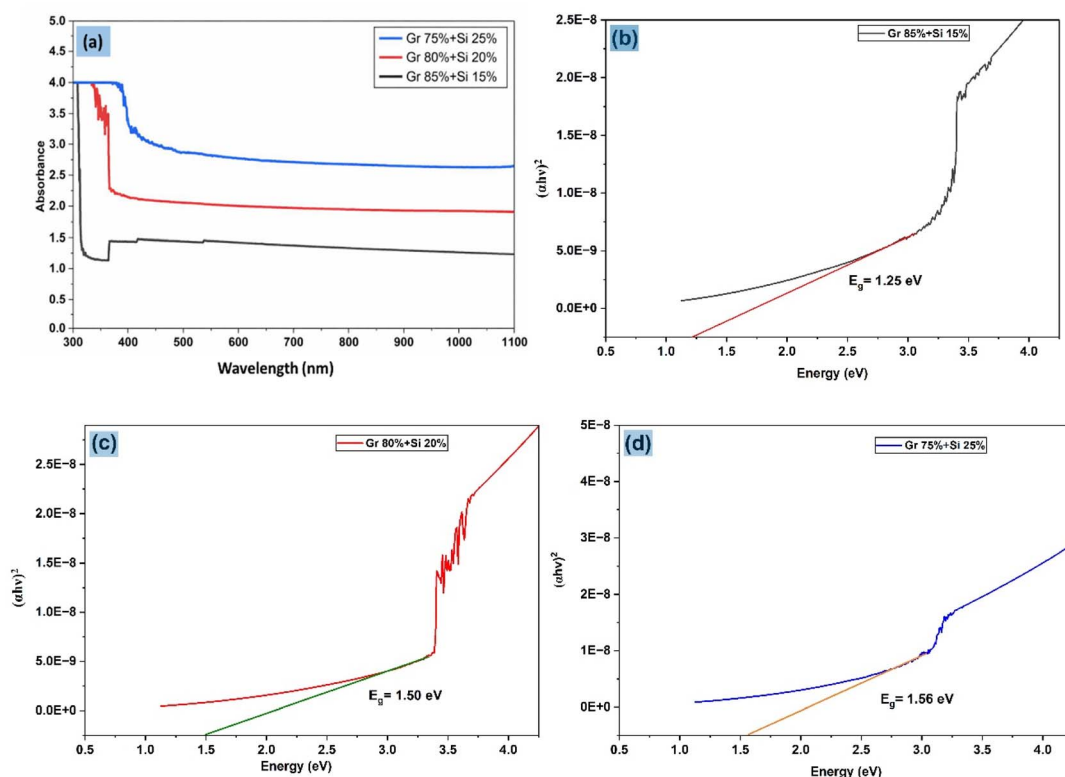 (a)
Gr 75%+Si 25%
Gr 80%+Si 20%
Gr 85%+Si 15%
5.0
4.5
4.0
3.5
3.0
2.5
2.0
1.5
1.0
0.5
0.0
Absorbance
300 400 500 600 700 800 900 1000 1100
Wavelength (nm)
(b)
Gr 85%+Si 15%
2.5E-8
2.0E-8
1.5E-8
1.0E-8
5.0E-9
0.0E+0
(αhν)²
Eg= 1.25 eV
0.5 1.0 1.5 2.0 2.5 3.0 3.5 4.0
Energy (eV)
(c)
Gr 80%+Si 20%
2.5E-8
2.0E-8
1.5E-8
1.0E-8
5.0E-9
0.0E+0
(αhν)²
Eg= 1.50 eV
0.5 1.0 1.5 2.0 2.5 3.0 3.5 4.0
Energy (eV)
(d)
Gr 75%+Si 25%
5E-8
3E-8
3E-8
1E-8
0E+0
(αhν)²
Eg= 1.56 eV
0.5 1.0 1.5 2.0 2.5 3.0 3.5 4.0
Energy (eV)